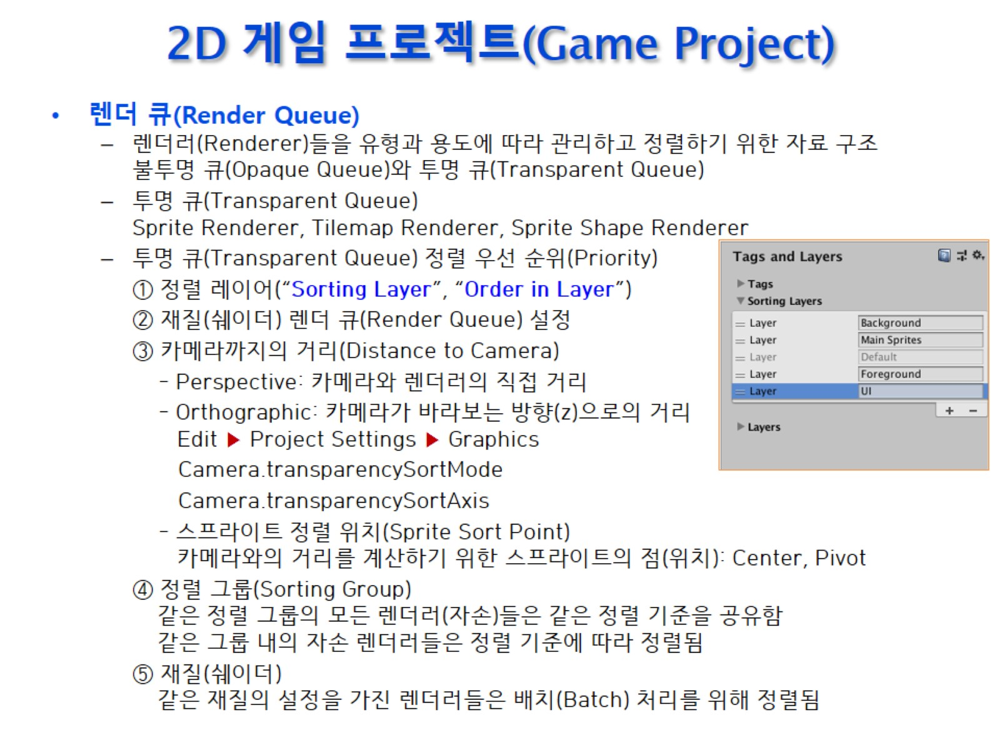 2D 게임 프로젝트(Game Project)
• 렌더 큐(Render Queue)
– 렌더러(Renderer)들을 유형과 용도에 따라 관리하고 정렬하기 위한 자료 구조
불투명 큐(Opaque Queue)와 투명 큐(Transparent Queue)
– 투명 큐(Transparent Queue)
Sprite Renderer, Tilemap Renderer, Sprite Shape Renderer
– 투명 큐(Transparent Queue) 정렬 우선 순위(Priority)
① 정렬 레이어(“Sorting Layer”, “Order in Layer”)
② 재질(쉐이더) 렌더 큐(Render Queue) 설정
③ 카메라까지의 거리(Distance to Camera)
- Perspective: 카메라와 렌더러의 직접 거리
- Orthographic: 카메라가 바라보는 방향(z)으로의 거리
Edit ▶ Project Settings ▶ Graphics
Camera.transparencySortMode
Camera.transparencySortAxis
- 스프라이트 정렬 위치(Sprite Sort Point)
카메라와의 거리를 계산하기 위한 스프라이트의 점(위치): Center, Pivot
④ 정렬 그룹(Sorting Group)
같은 정렬 그룹의 모든 렌더러(자손)들은 같은 정렬 기준을 공유함
같은 그룹 내의 자손 렌더러들은 정렬 기준에 따라 정렬됨
⑤ 재질(쉐이더)
같은 재질의 설정을 가진 렌더러들은 배치(Batch) 처리를 위해 정렬됨
Tags and Layers
Tags
Sorting Layers
Layer Background
Layer Main Sprites
Layer Default
Layer Foreground
Layer UI
+ −
Layers